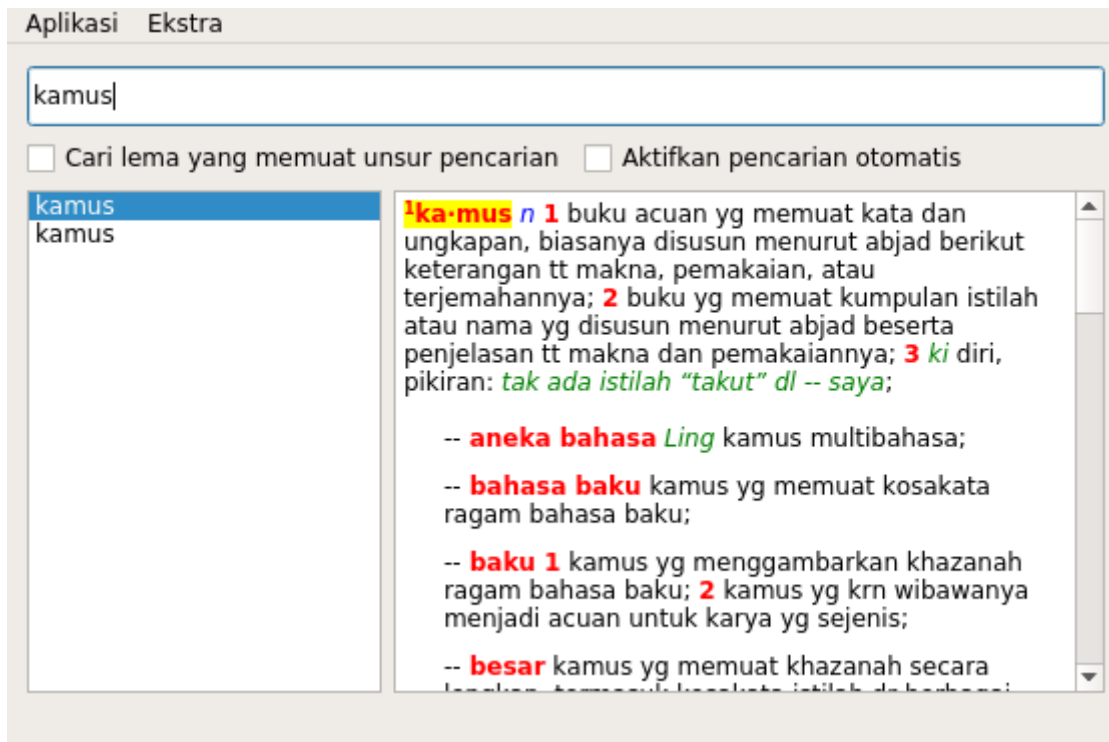 Aplikasi Ekstra
kamus
Cari lema yang memuat unsur pencarian Aktifkan pencarian otomatis
kamus
kamus
¹ka·mus n 1 buku acuan yg memuat kata dan
ungkapan, biasanya disusun menurut abjad berikut
keterangan tt makna, pemakaian, atau
terjemahannya; 2 buku yg memuat kumpulan istilah
atau nama yg disusun menurut abjad beserta
penjelasan tt makna dan pemakaiannya; 3 ki diri,
pikiran: tak ada istilah “takut” dl -- saya;
-- aneka bahasa Ling kamus multibahasa;
-- bahasa baku kamus yg memuat kosakata
ragam bahasa baku;
-- baku 1 kamus yg menggambarkan khazanah
ragam bahasa baku; 2 kamus yg krn wibawanya
menjadi acuan untuk karya yg sejenis;
-- besar kamus yg memuat khazanah secara